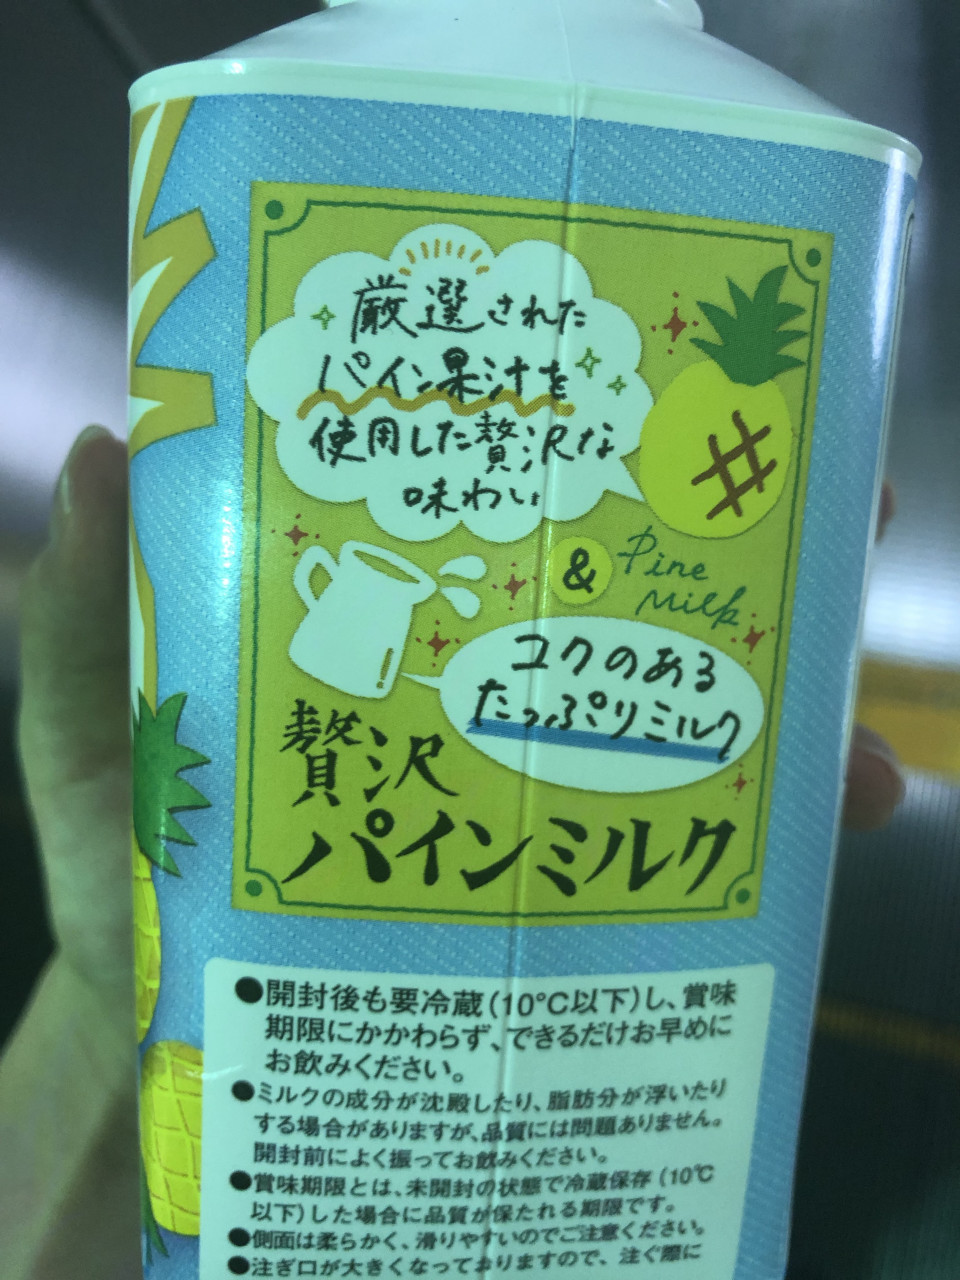 厳選された
パイン果汁を
使用した贅沢な
味わい
&
Pine
Milk
コクのある
たっぷりミルク
贅沢
パインミルク
●開封後も要冷蔵(10℃以下)し、賞味
期限にかかわらず、できるだけお早めに
お飲みください。
●ミルクの成分が沈殿したり、脂肪分が浮いたり
する場合がありますが、品質には問題ありません。
開封前によく振ってお飲みください。
●賞味期限とは、未開封の状態で冷蔵保存(10℃
以下)した場合に品質が保たれる期限です。
●側面は柔らかく、滑りやすいのでご注意ください。
●注ぎ口が大きくなっておりますので、注ぐ際に